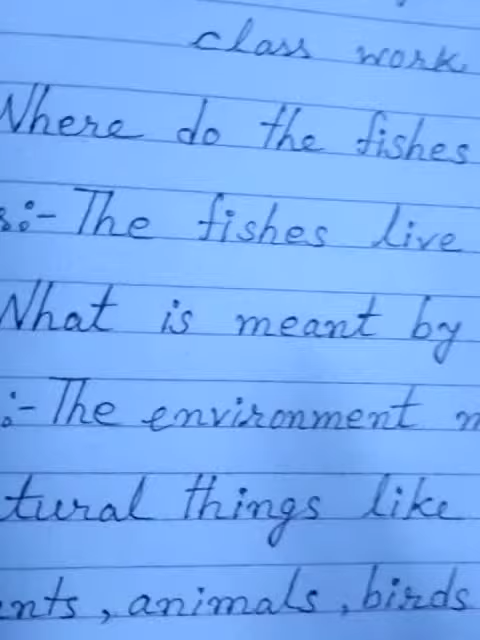 class work
Where do the fishes
s:- The fishes live
What is meant by
:- The environment
tural things like
nts, animals, birds